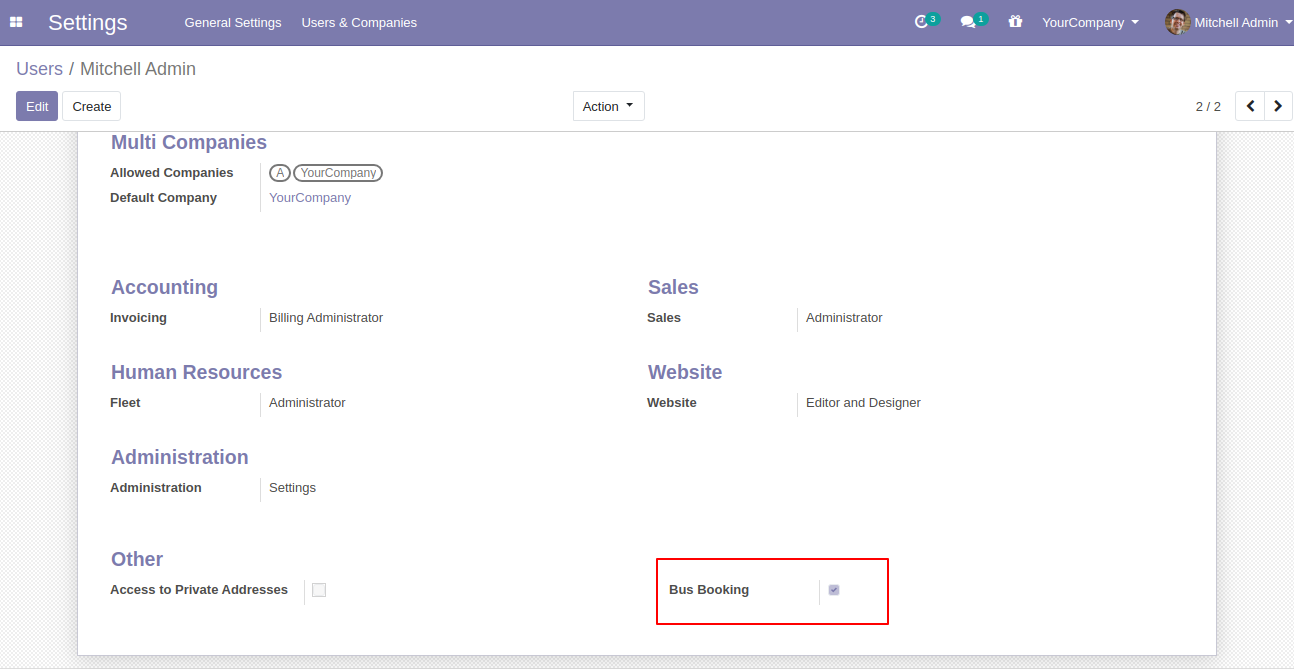 Settings General Settings Users & Companies 3 1 YourCompany Mitchell Admin
Users / Mitchell Admin
Edit Create Action 2 / 2
Multi Companies
Allowed Companies A YourCompany
Default Company YourCompany
Accounting Sales
Invoicing Billing Administrator Sales Administrator
Human Resources Website
Fleet Administrator Website Editor and Designer
Administration
Administration Settings
Other
Access to Private Addresses Bus Booking